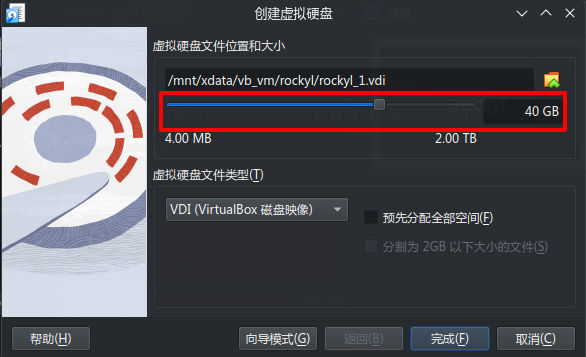 创建虚拟硬盘
虚拟硬盘文件位置和大小
/mnt/xdata/vb_vm/rockyl/rockyl_1.vdi
40 GB
4.00 MB 2.00 TB
虚拟硬盘文件类型(T)
VDI (VirtualBox 磁盘映像)
预先分配全部空间(F)
分割为 2GB 以下大小的文件(S)
帮助(H) 向导模式(G) 返回(B) 完成(F) 取消(C)